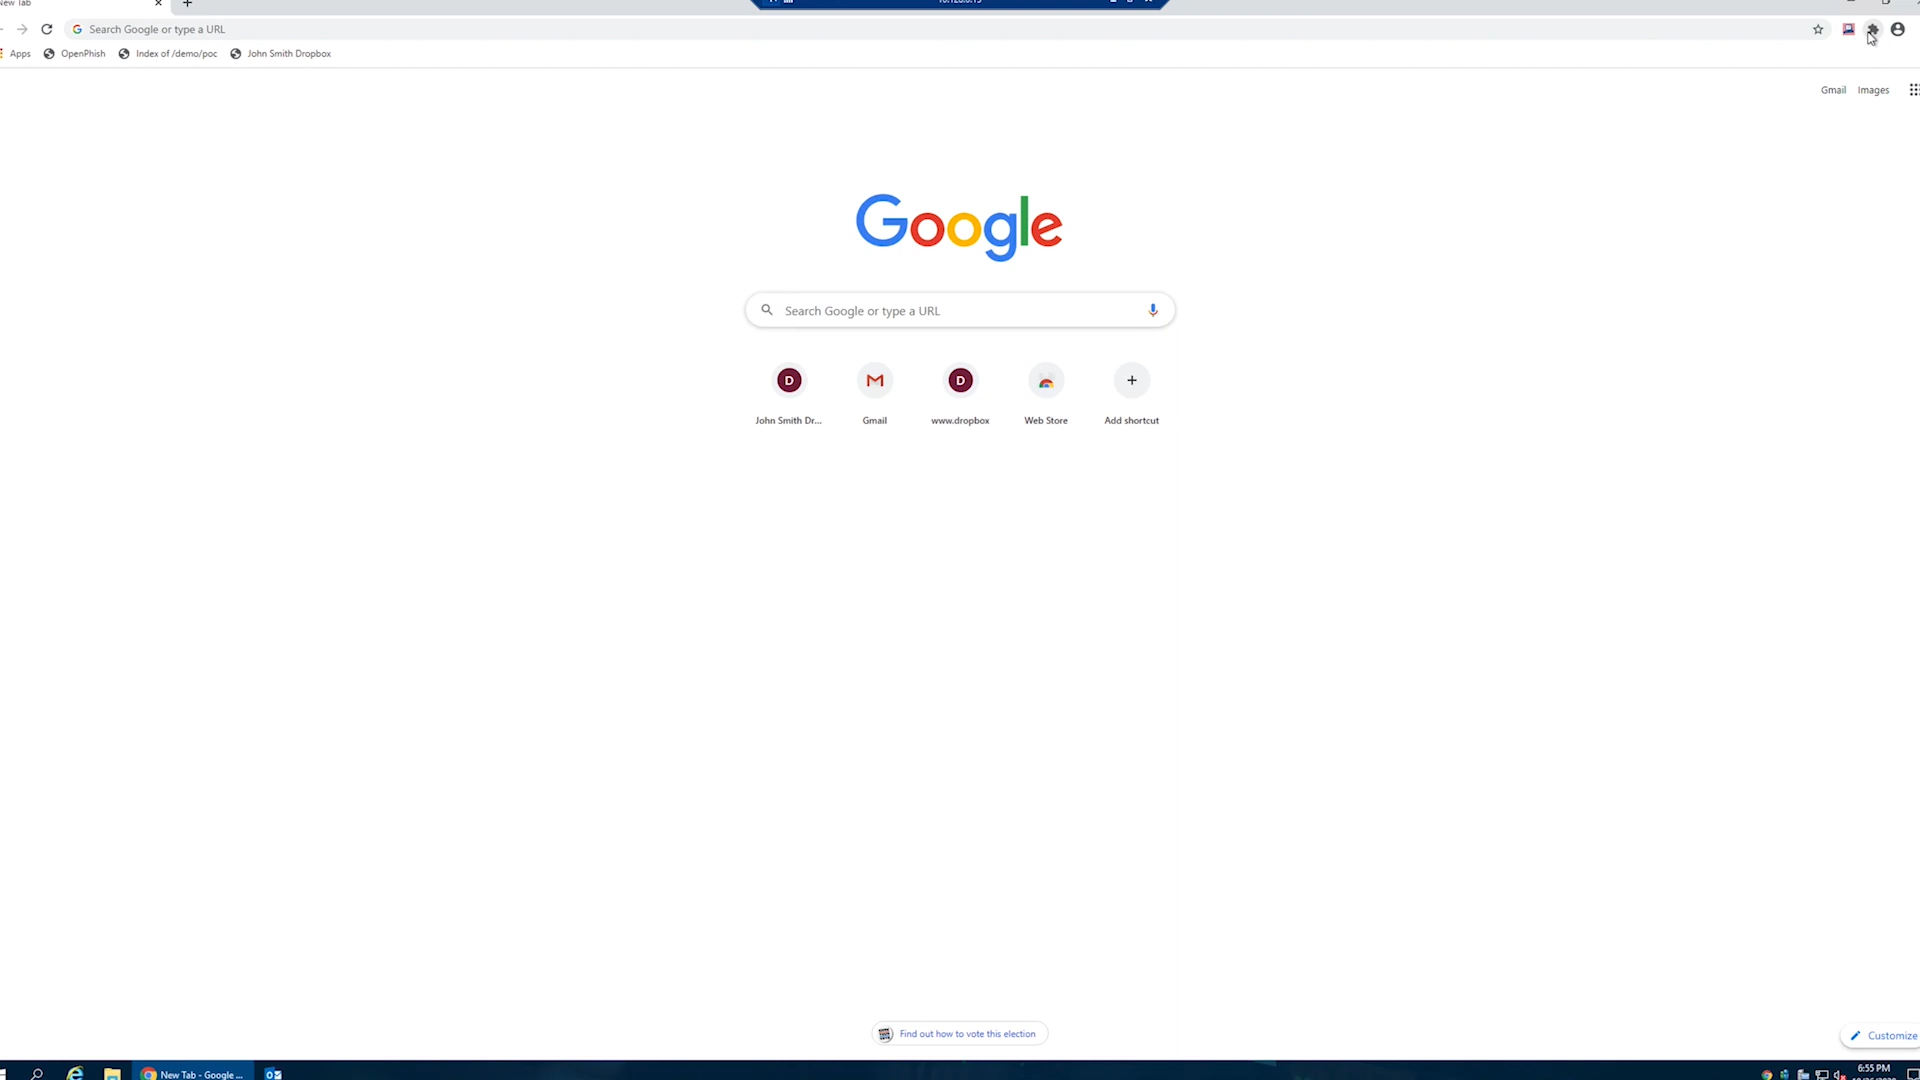 New Tab
Search Google or type a URL
Apps
OpenPhish
Index of /demo/poc
John Smith Dropbox
Gmail
Images
Google
Search Google or type a URL
D
John Smith Dr...
Gmail
D
www.dropbox
Web Store
Add shortcut
Find out how to vote this election
Customize
New Tab - Google ...
6:55 PM